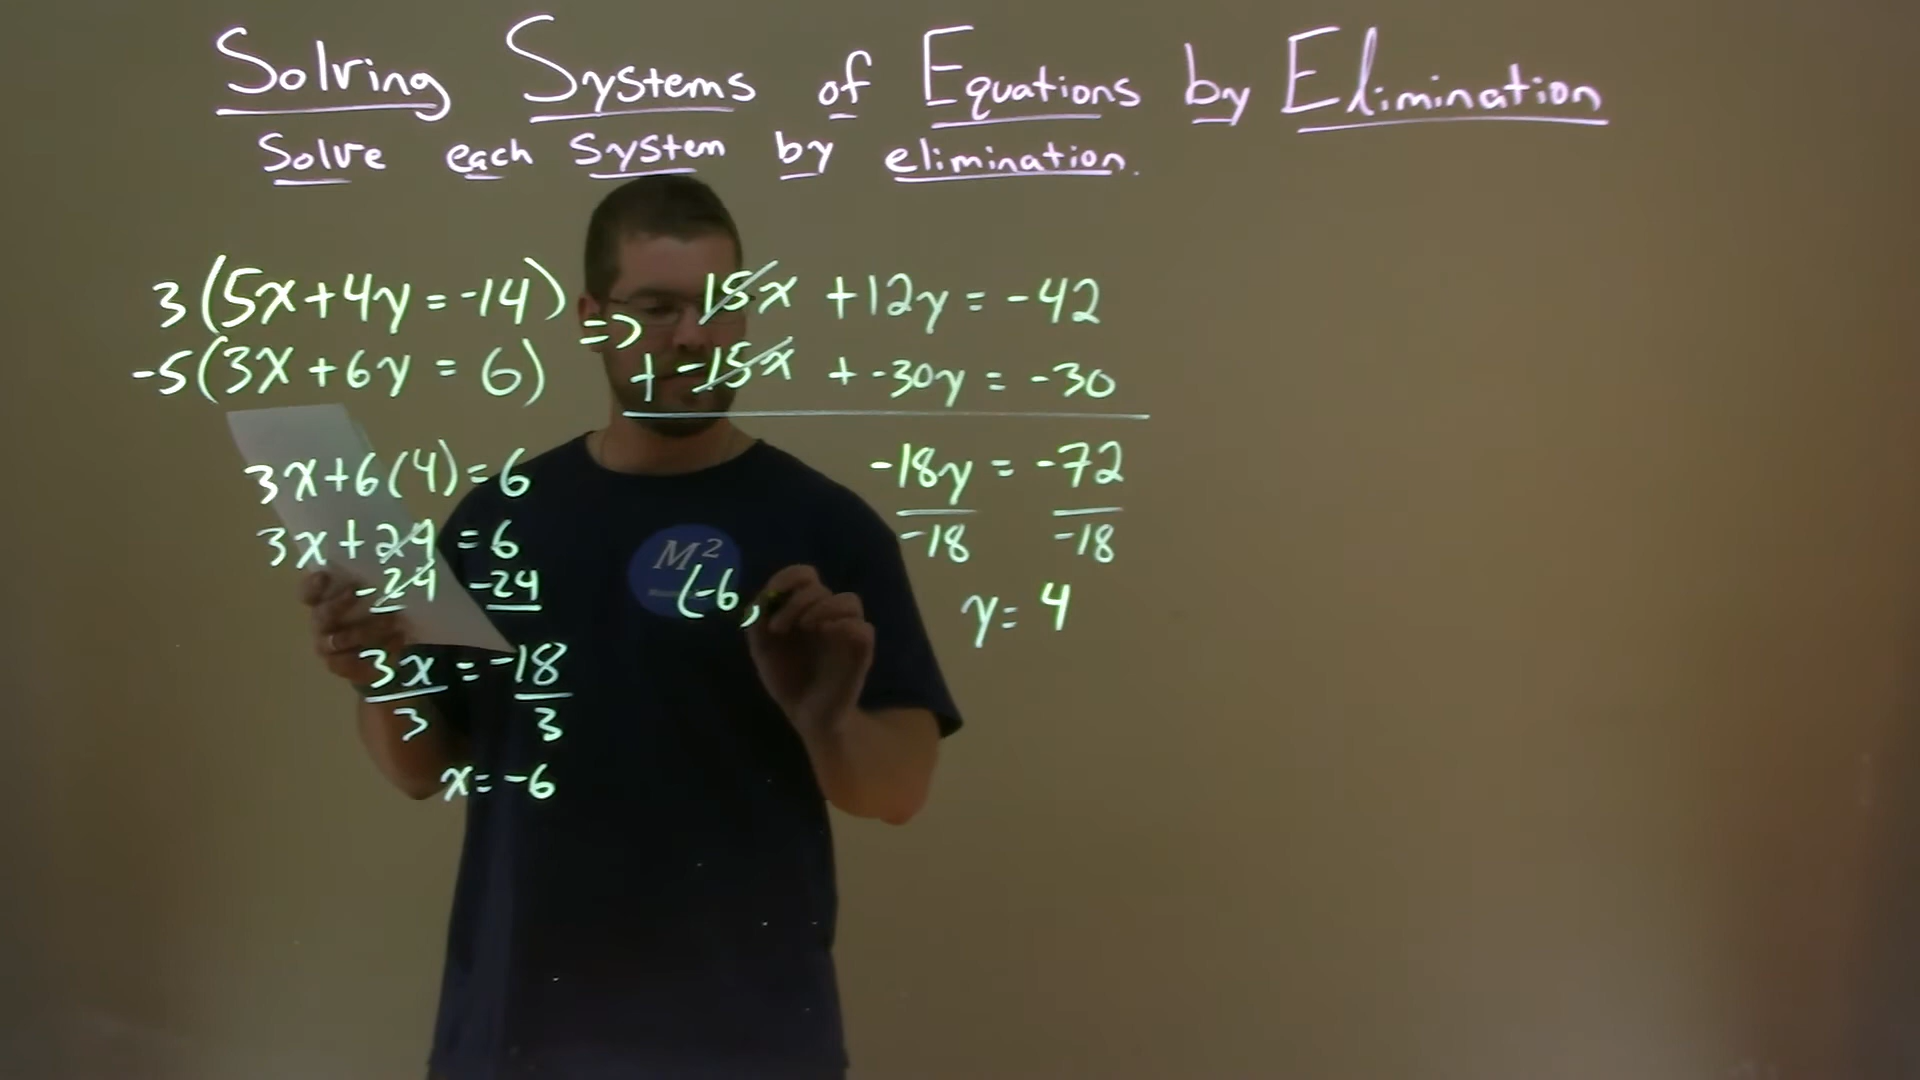 Solving Systems of Equations by Elimination
Solve each system by elimination.
3(5x+4y=-14) => 15x +12y = -42
-5(3x+6y = 6) + -15x + -30y = -30
3x+6(4)=6
3x+24 = 6
-24 -24
3x = -18
3 3
x = -6
-18y = -72
-18 -18
y = 4
M²
(-6,